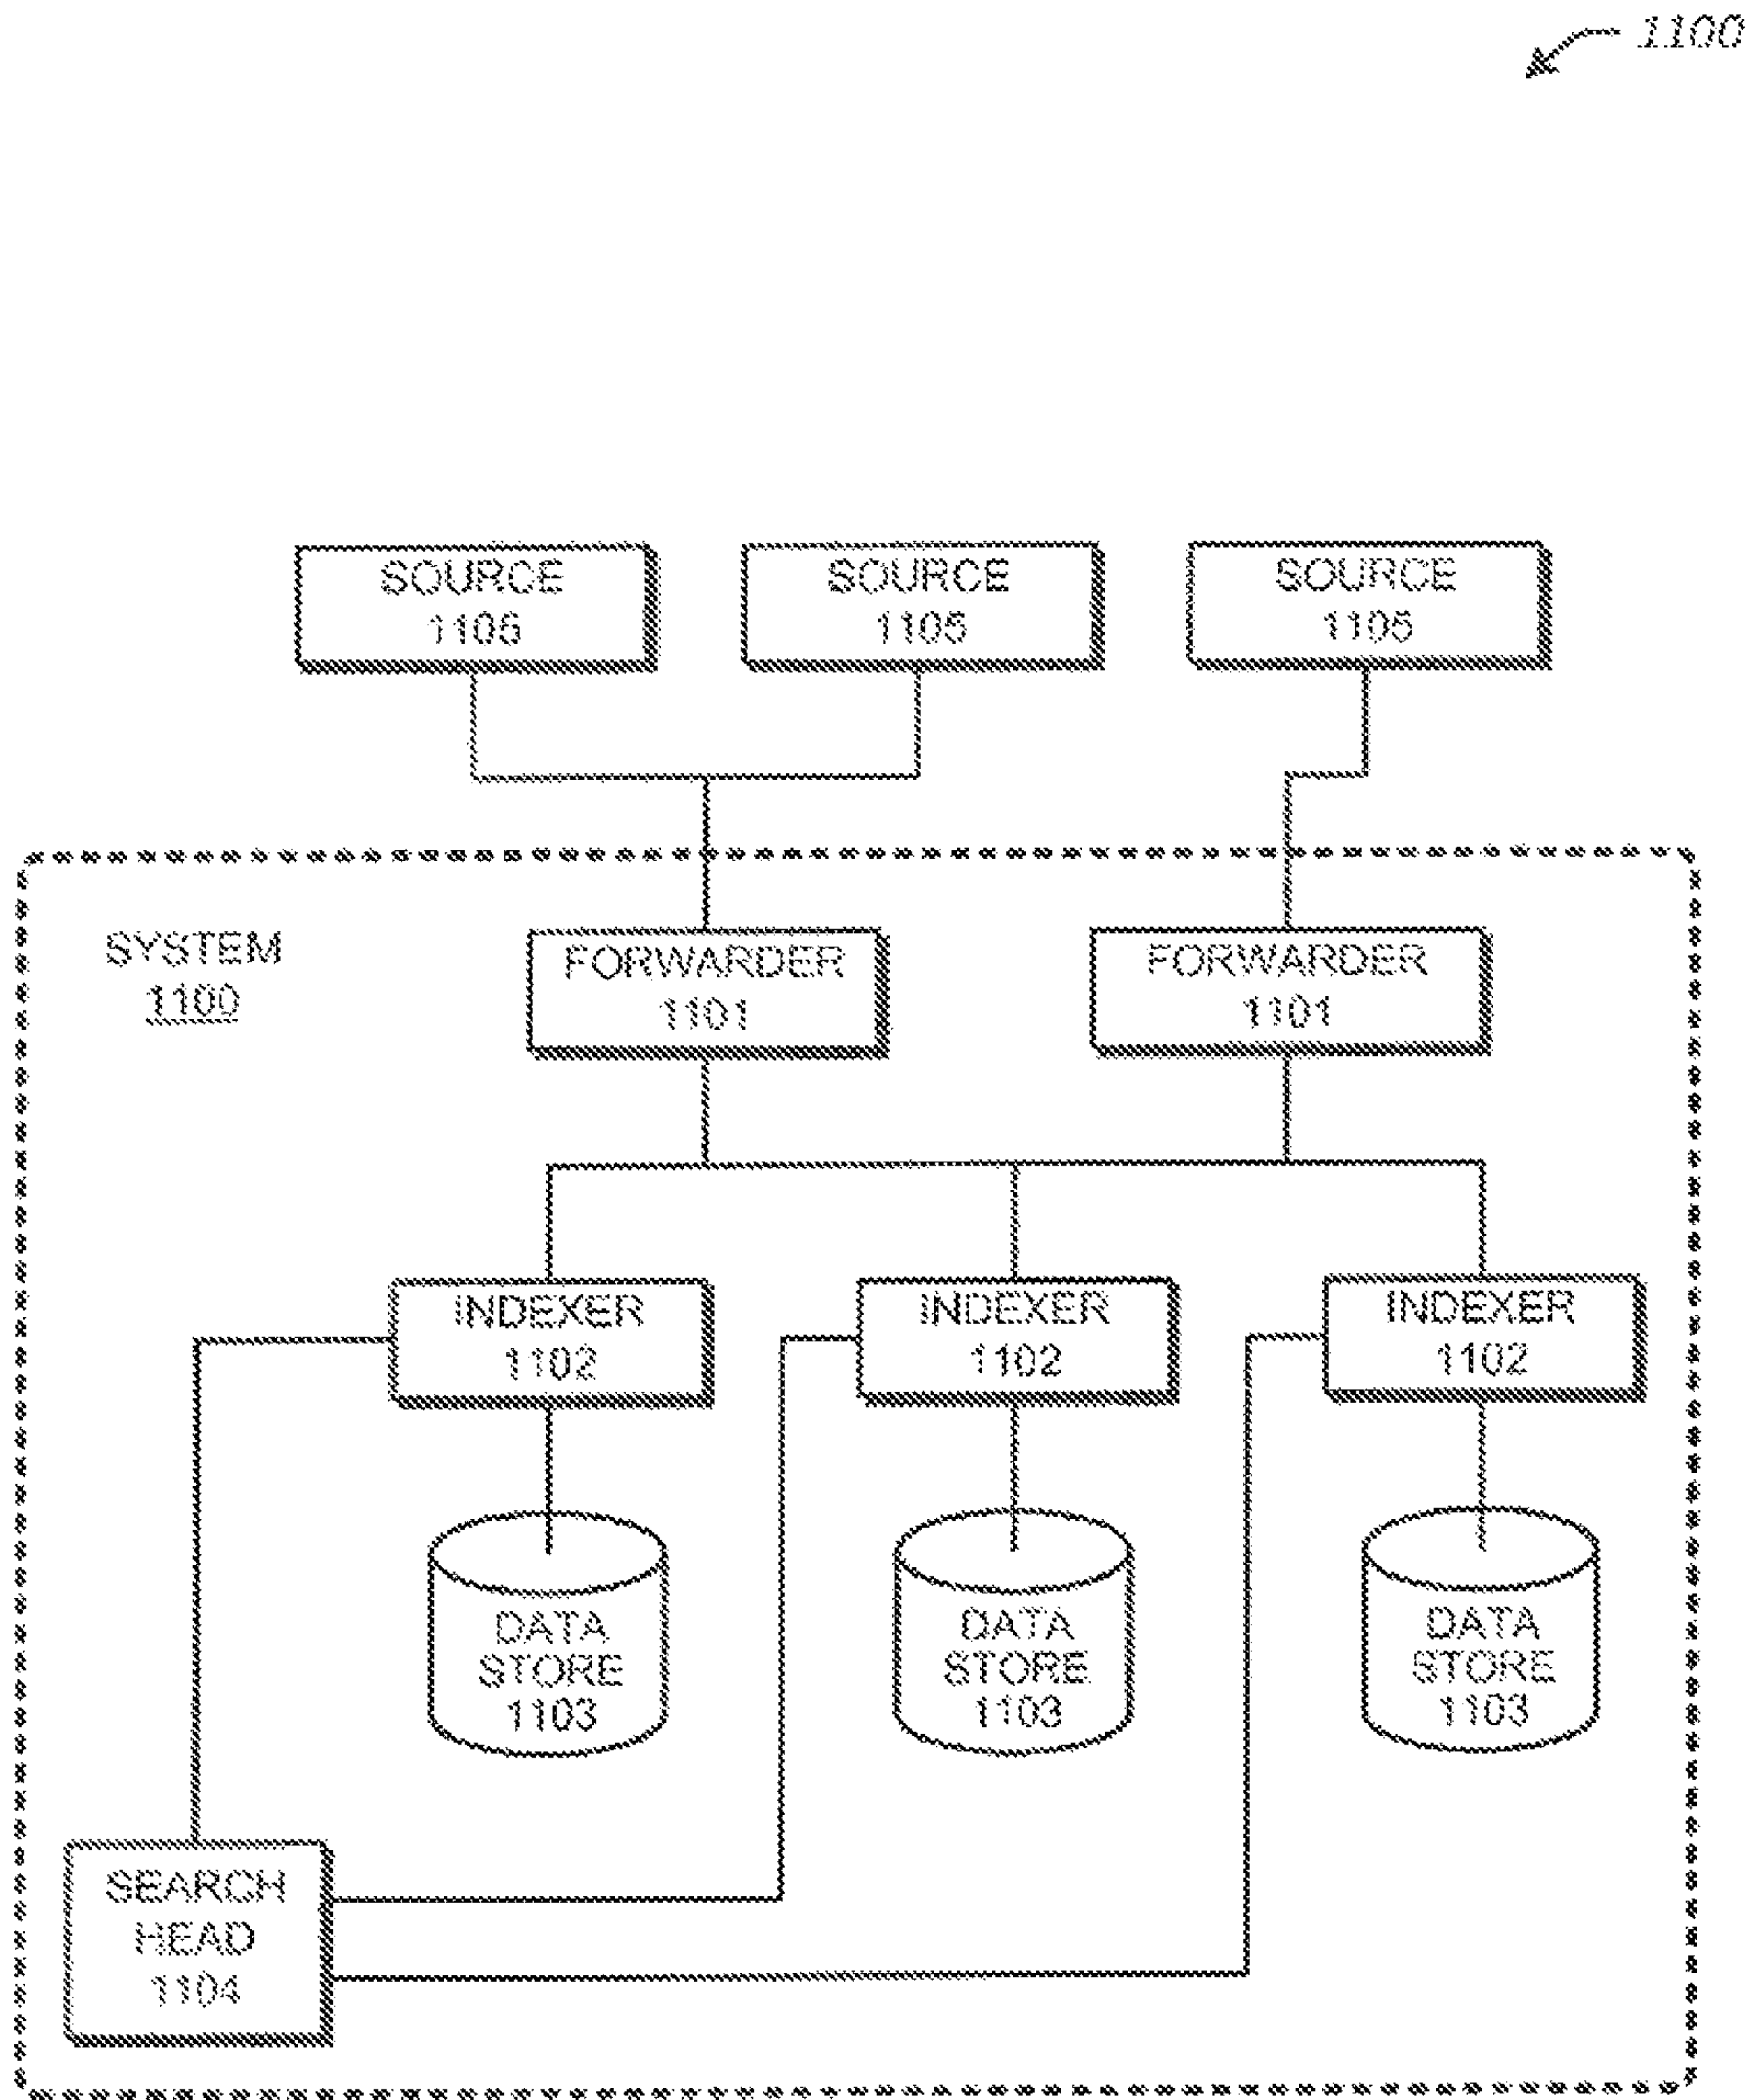 1100
SOURCE
1105
SOURCE
1105
SOURCE
1105
SYSTEM
1100
FORWARDER
1101
FORWARDER
1101
INDEXER
1102
INDEXER
1102
INDEXER
1102
DATA
STORE
1103
DATA
STORE
1103
DATA
STORE
1103
SEARCH
HEAD
1104